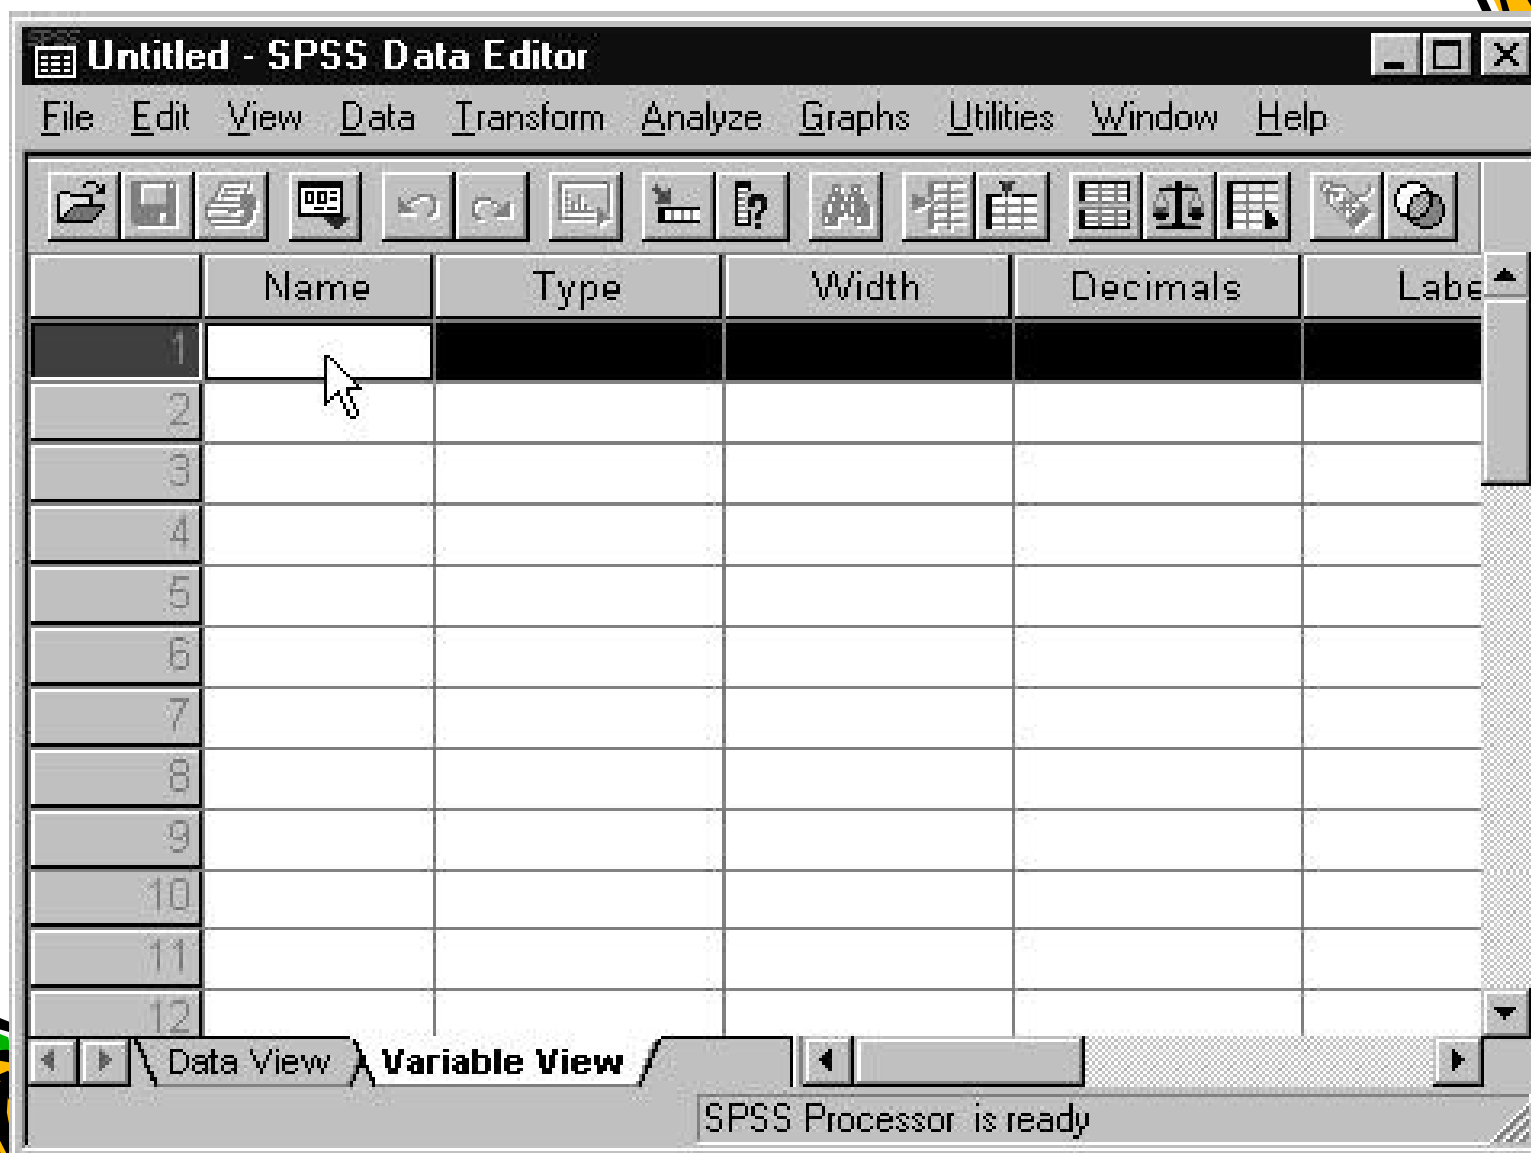 SPSS
Untitled - SPSS Data Editor
File Edit View Data Transform Analyze Graphs Utilities Window Help
Name Type Width Decimals Labe
1
2
3
4
5
6
7
8
9
10
11
12
Data View Variable View
SPSS Processor is ready